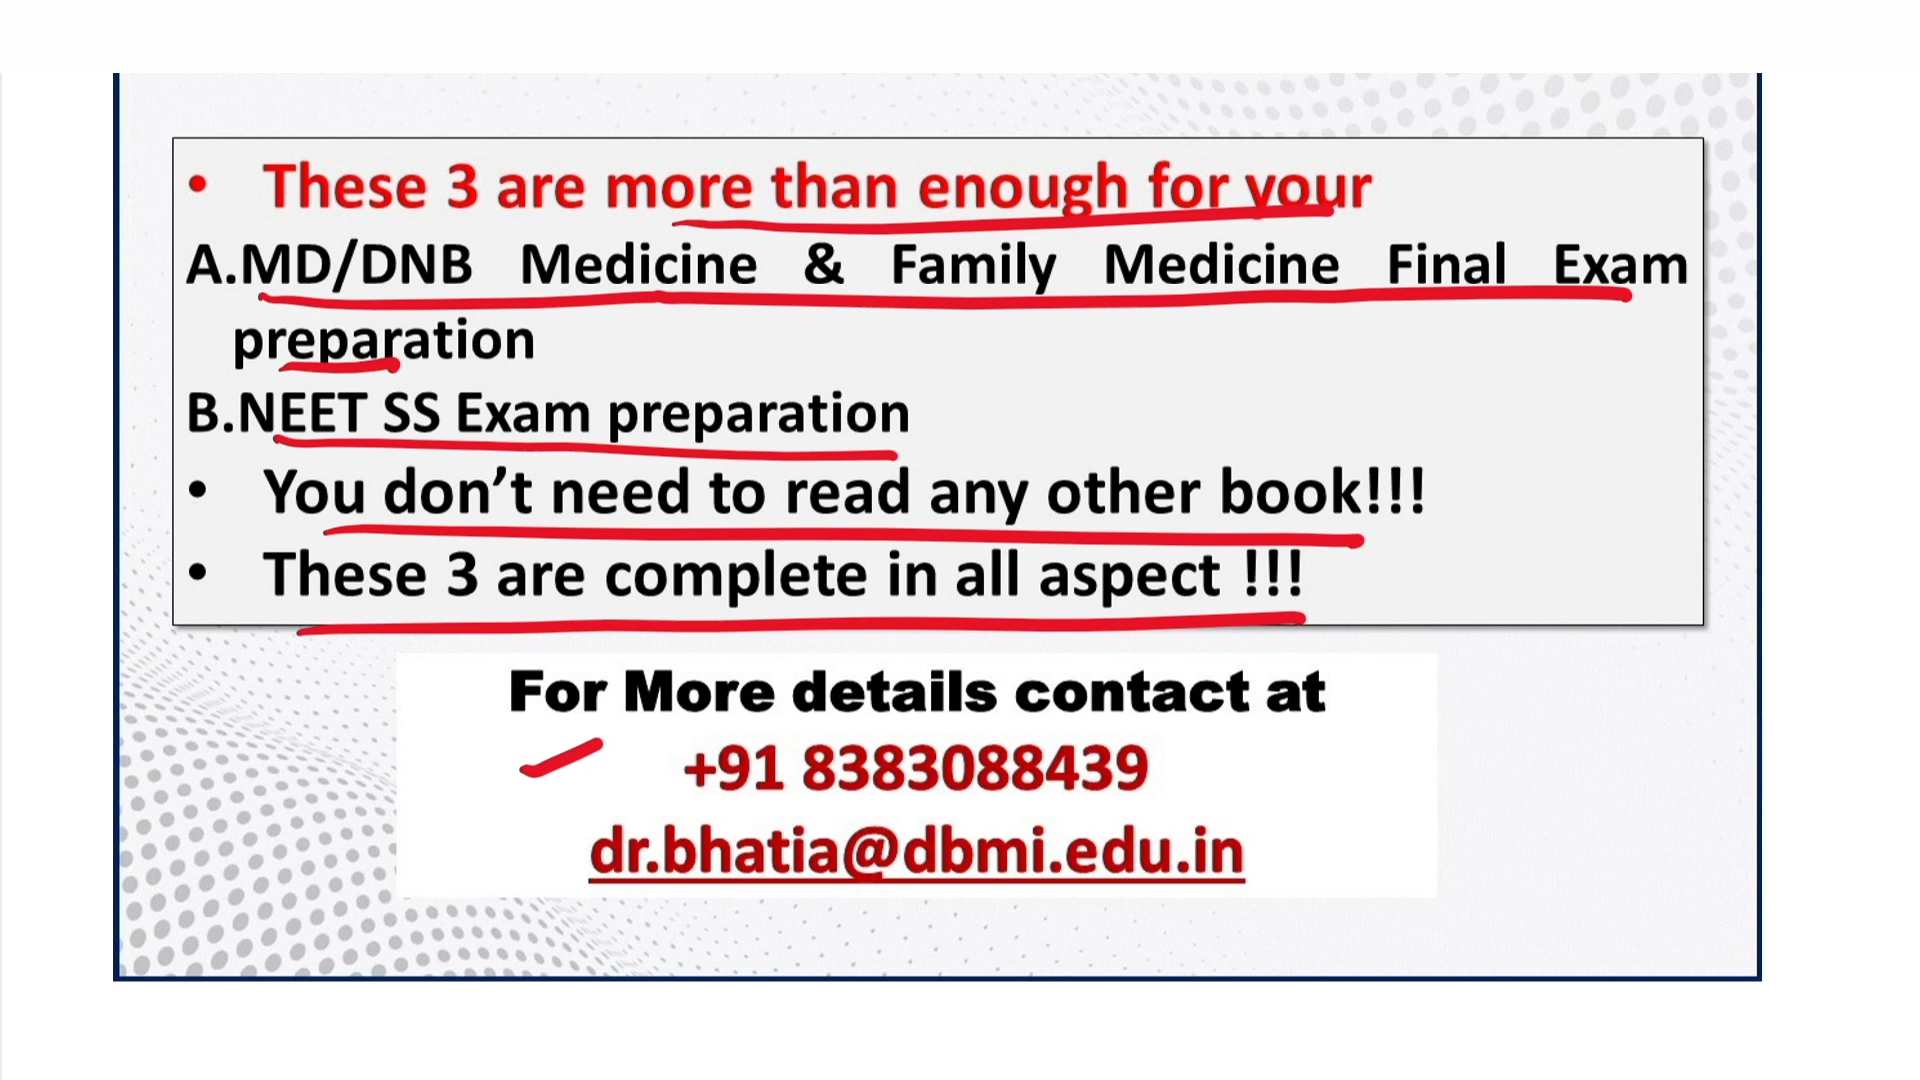 • These 3 are more than enough for your
A.MD/DNB Medicine & Family Medicine Final Exam
preparation
B.NEET SS Exam preparation
• You don’t need to read any other book!!!
• These 3 are complete in all aspect !!!
For More details contact at
+91 8383088439
dr.bhatia@dbmi.edu.in